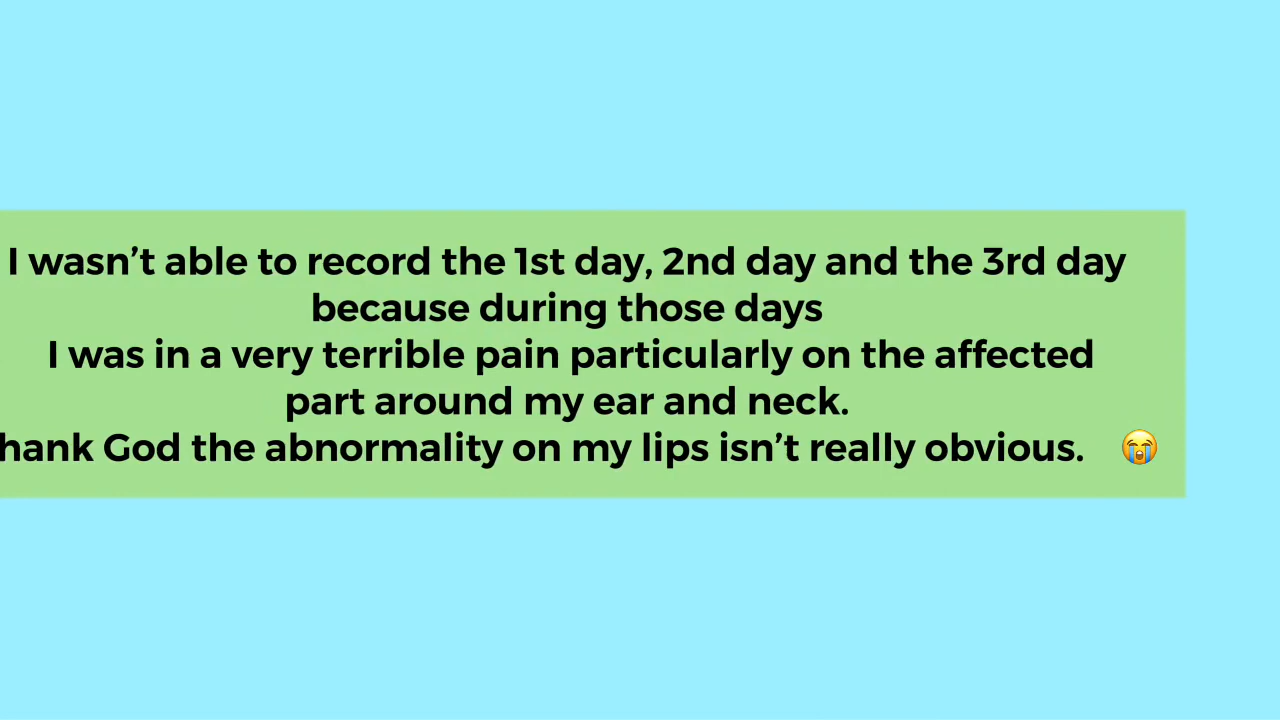 I wasn’t able to record the 1st day, 2nd day and the 3rd day
because during those days
I was in a very terrible pain particularly on the affected
part around my ear and neck.
hank God the abnormality on my lips isn’t really obvious. 😭